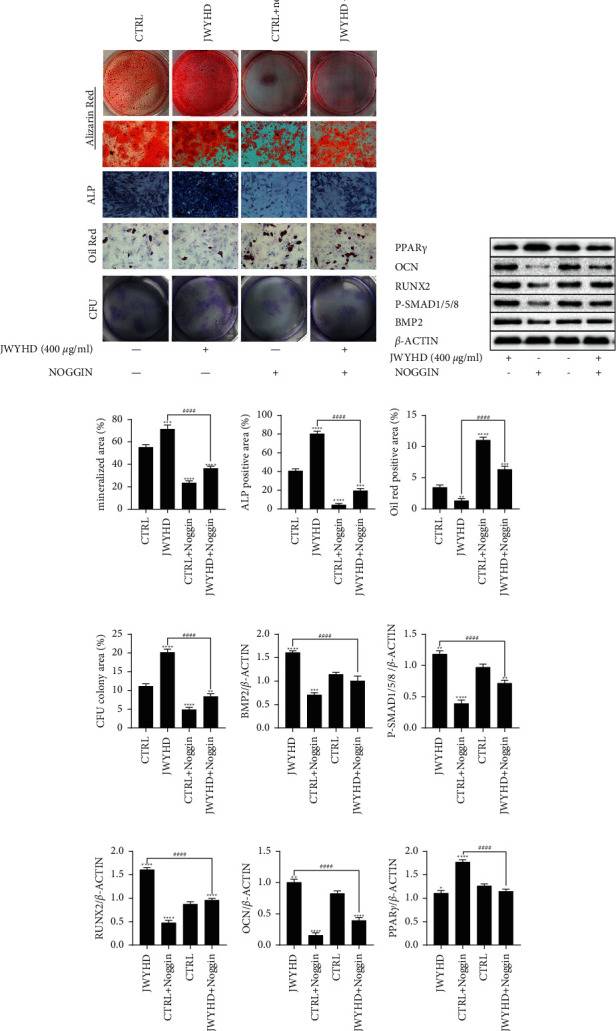 CTRL
JWYHD
CTRL+no
JWYHD
Alizarin Red
ALP
Oil Red
CFU
JWYHD (400 μg/ml) — + — +
NOGGIN — — + +
PPARγ
OCN
RUNX2
P-SMAD1/5/8
BMP2
β-ACTIN
JWYHD (400 μg/ml) + - - +
NOGGIN - + - +
mineralized area (%)
80
60
40
20
0
***
****
****
####
CTRL
JWYHD
CTRL+Noggin
JWYHD+Noggin
ALP positive area (%)
100
80
60
40
20
0
****
****
***
####
CTRL
JWYHD
CTRL+Noggin
JWYHD+Noggin
Oil red positive area (%)
15
10
5
0
**
****
***
####
CTRL
JWYHD
CTRL+Noggin
JWYHD+Noggin
CFU colony area (%)
25
20
15
10
5
0
****
****
**
####
CTRL
JWYHD
CTRL+Noggin
JWYHD+Noggin
BMP2/β-ACTIN
2.0
1.5
1.0
0.5
0.0
****
***
####
JWYHD
CTRL+Noggin
CTRL
JWYHD+Noggin
P-SMAD1/5/8 /β-ACTIN
1.5
1.0
0.5
0.0
**
****
**
####
JWYHD
CTRL+Noggin
CTRL
JWYHD+Noggin
RUNX2/β-ACTIN
2.0
1.5
1.0
0.5
0.0
****
****
****
####
JWYHD
CTRL+Noggin
CTRL
JWYHD+Noggin
OCN/β-ACTIN
1.5
1.0
0.5
0.0
**
****
****
####
JWYHD
CTRL+Noggin
CTRL
JWYHD+Noggin
PPARγ/β-ACTIN
2.0
1.5
1.0
0.5
0.0
*
****
####
JWYHD
CTRL+Noggin
CTRL
JWYHD+Noggin